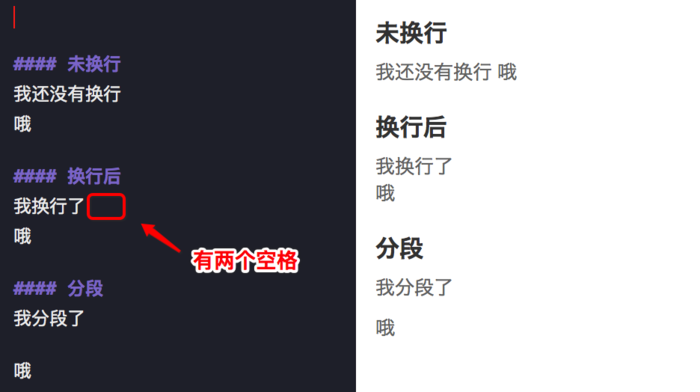 #### 未换行
我还没有换行
哦
#### 换行后
我换行了
哦
有两个空格
#### 分段
我分段了
哦
未换行
我还没有换行 哦
换行后
我换行了
哦
分段
我分段了
哦